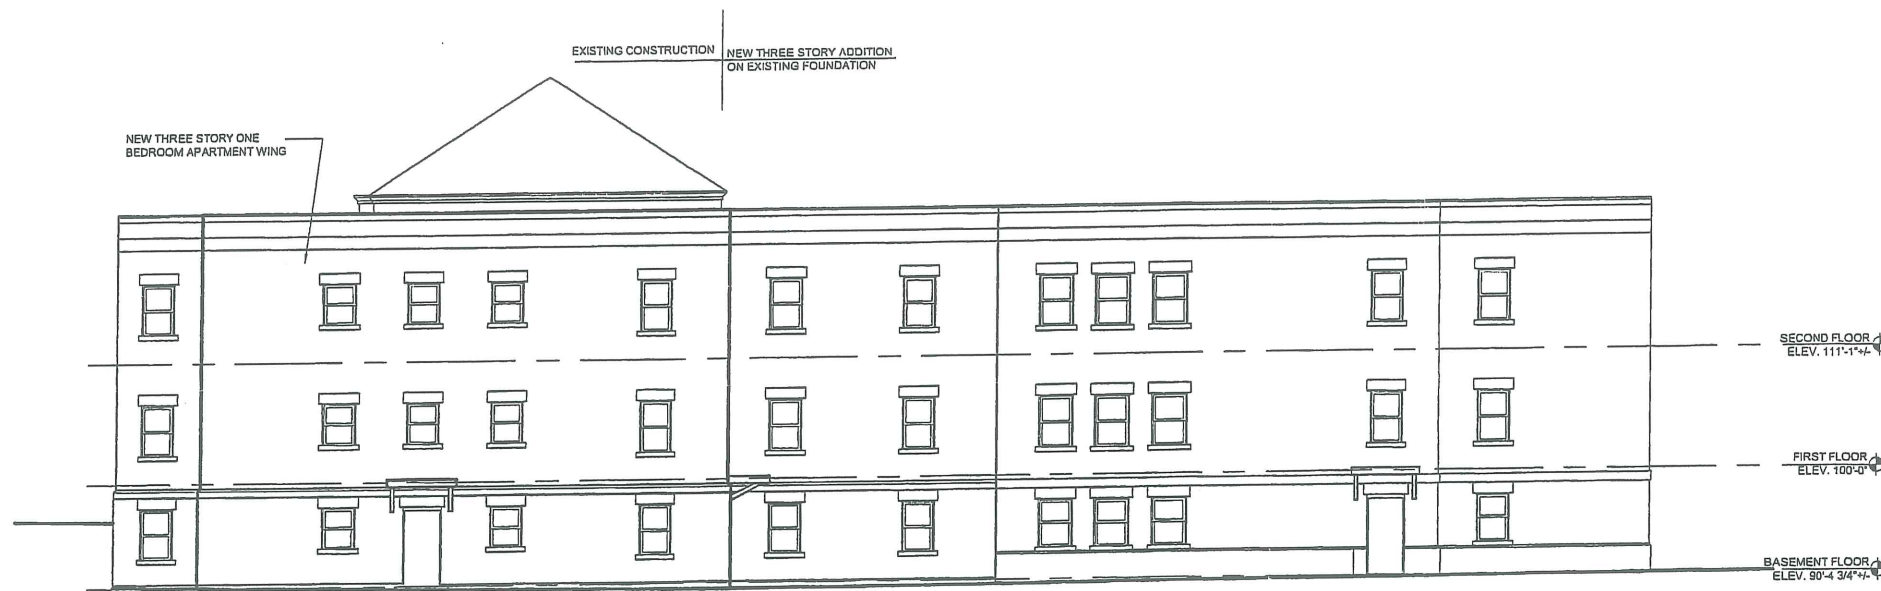 EXISTING CONSTRUCTION
NEW THREE STORY ADDITION
ON EXISTING FOUNDATION
NEW THREE STORY ONE
BEDROOM APARTMENT WING
SECOND FLOOR
ELEV. 111'-1"+/-
FIRST FLOOR
ELEV. 100'-0"
BASEMENT FLOOR
ELEV. 90'-4 3/4"+/-